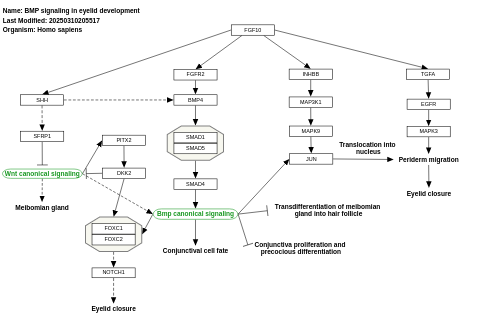 Name: BMP signaling in eyelid development
Last Modified: 20250310205517
Organism: Homo sapiens
FGF10
FGFR2
INHBB
TGFA
SHH
BMP4
MAP3K1
EGFR
SFRP1
PITX2
SMAD1
SMAD5
MAPK9
MAPK3
Translocation into
nucleus
JUN
Periderm migration
Wnt canonical signaling
DKK2
SMAD4
Eyelid closure
Meibomian gland
Bmp canonical signaling
Transdifferentiation of meibomian
gland into hair follicle
FOXC1
FOXC2
Conjunctival cell fate
Conjunctiva proliferation and
precocious differentiation
NOTCH1
Eyelid closure